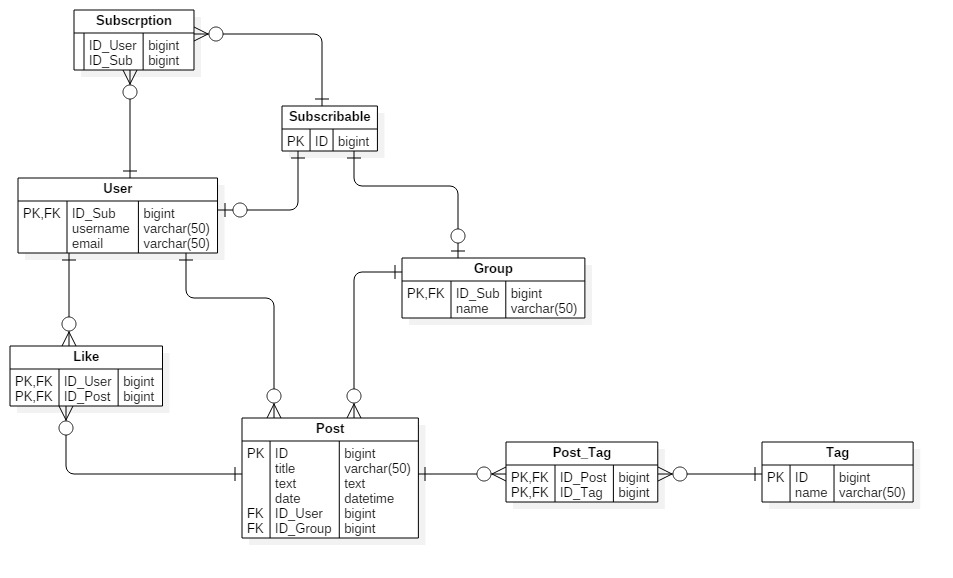 Subscrption
ID_User bigint
ID_Sub bigint
Subscribable
PK ID bigint
User
PK,FK ID_Sub bigint
username varchar(50)
email varchar(50)
Group
PK,FK ID_Sub bigint
name varchar(50)
Like
PK,FK ID_User bigint
PK,FK ID_Post bigint
Post
PK ID bigint
title varchar(50)
text text
date datetime
FK ID_User bigint
FK ID_Group bigint
Post_Tag
PK,FK ID_Post bigint
PK,FK ID_Tag bigint
Tag
PK ID bigint
name varchar(50)